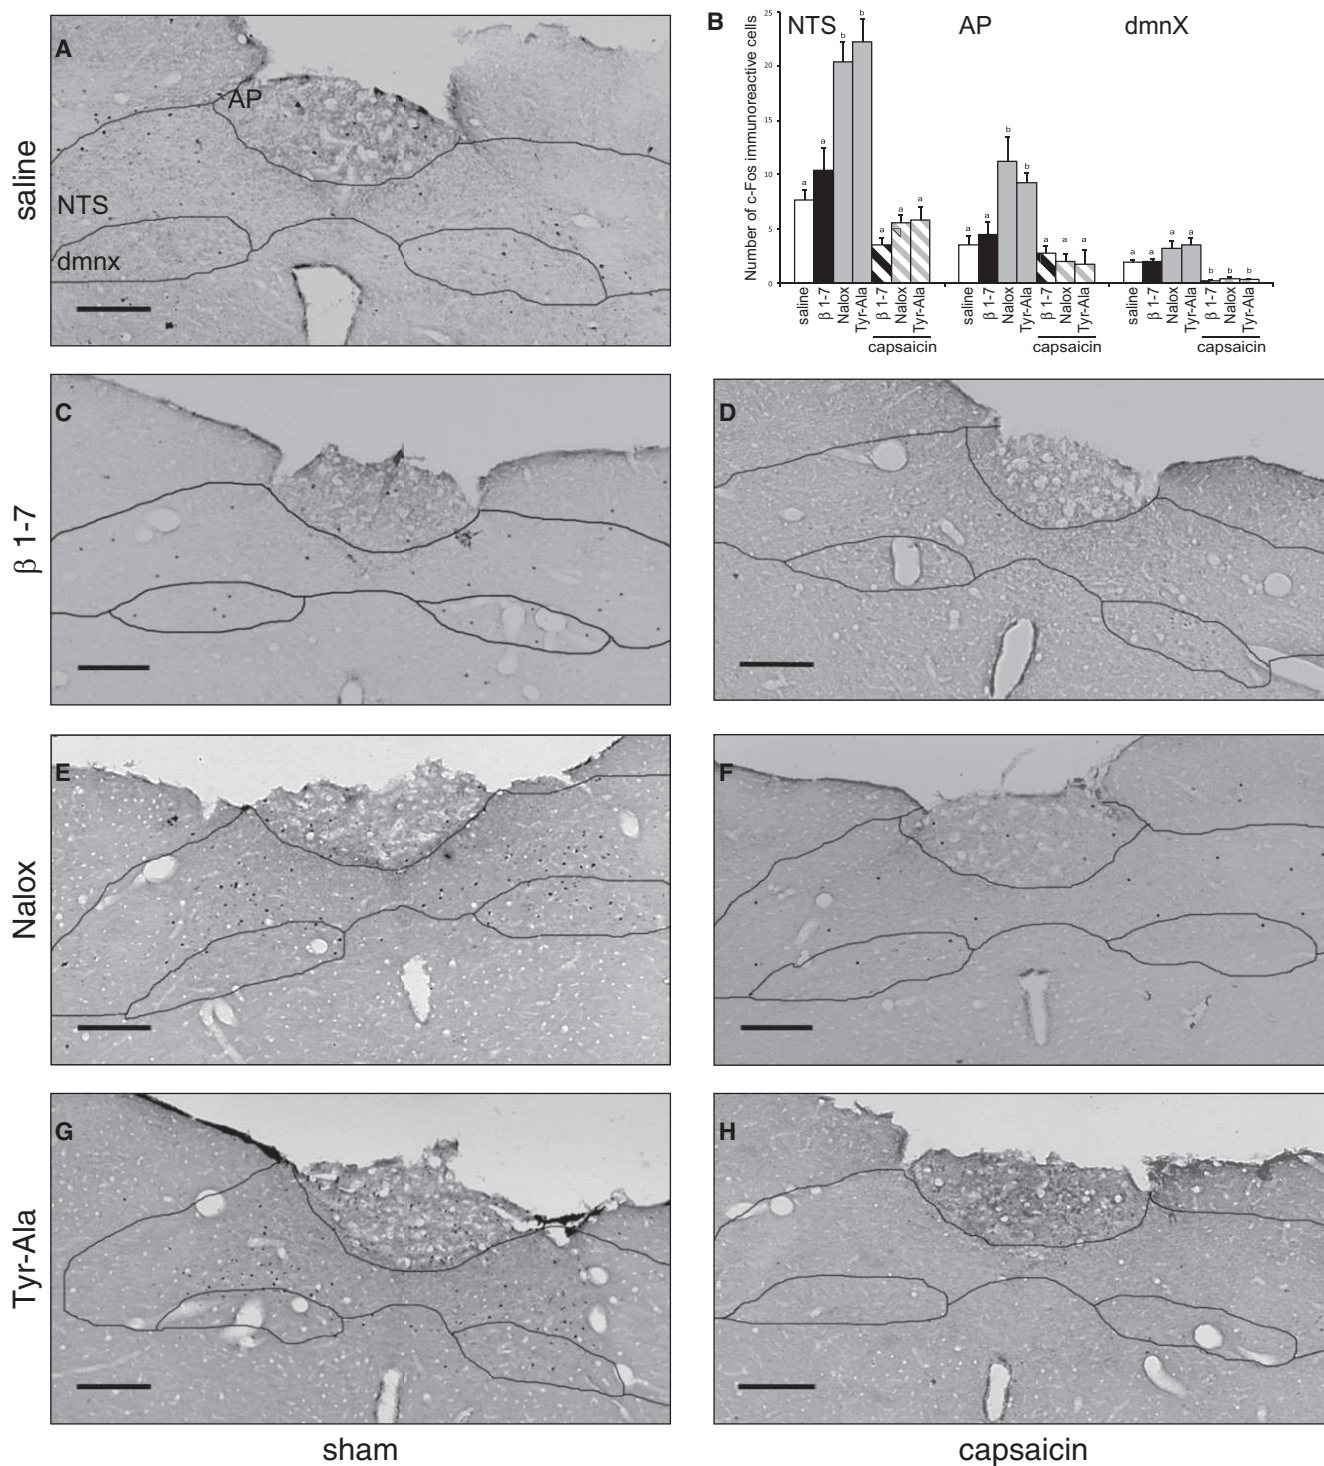 A
AP
NTS
dmnx
saline
B
NTS
AP
dmnX
Number of c-Fos immunoreactive cells
25
20
15
10
5
0
a
a
b
b
a
a
a
a
a
b
b
a
a
a
a
a
a
a
b
b
b
saline
β 1-7
Nalox
Tyr-Ala
β 1-7
Nalox
Tyr-Ala
capsaicin
saline
β 1-7
Nalox
Tyr-Ala
β 1-7
Nalox
Tyr-Ala
capsaicin
saline
β 1-7
Nalox
Tyr-Ala
β 1-7
Nalox
Tyr-Ala
capsaicin
C
D
β 1-7
E
F
Nalox
G
H
Tyr-Ala
sham
capsaicin